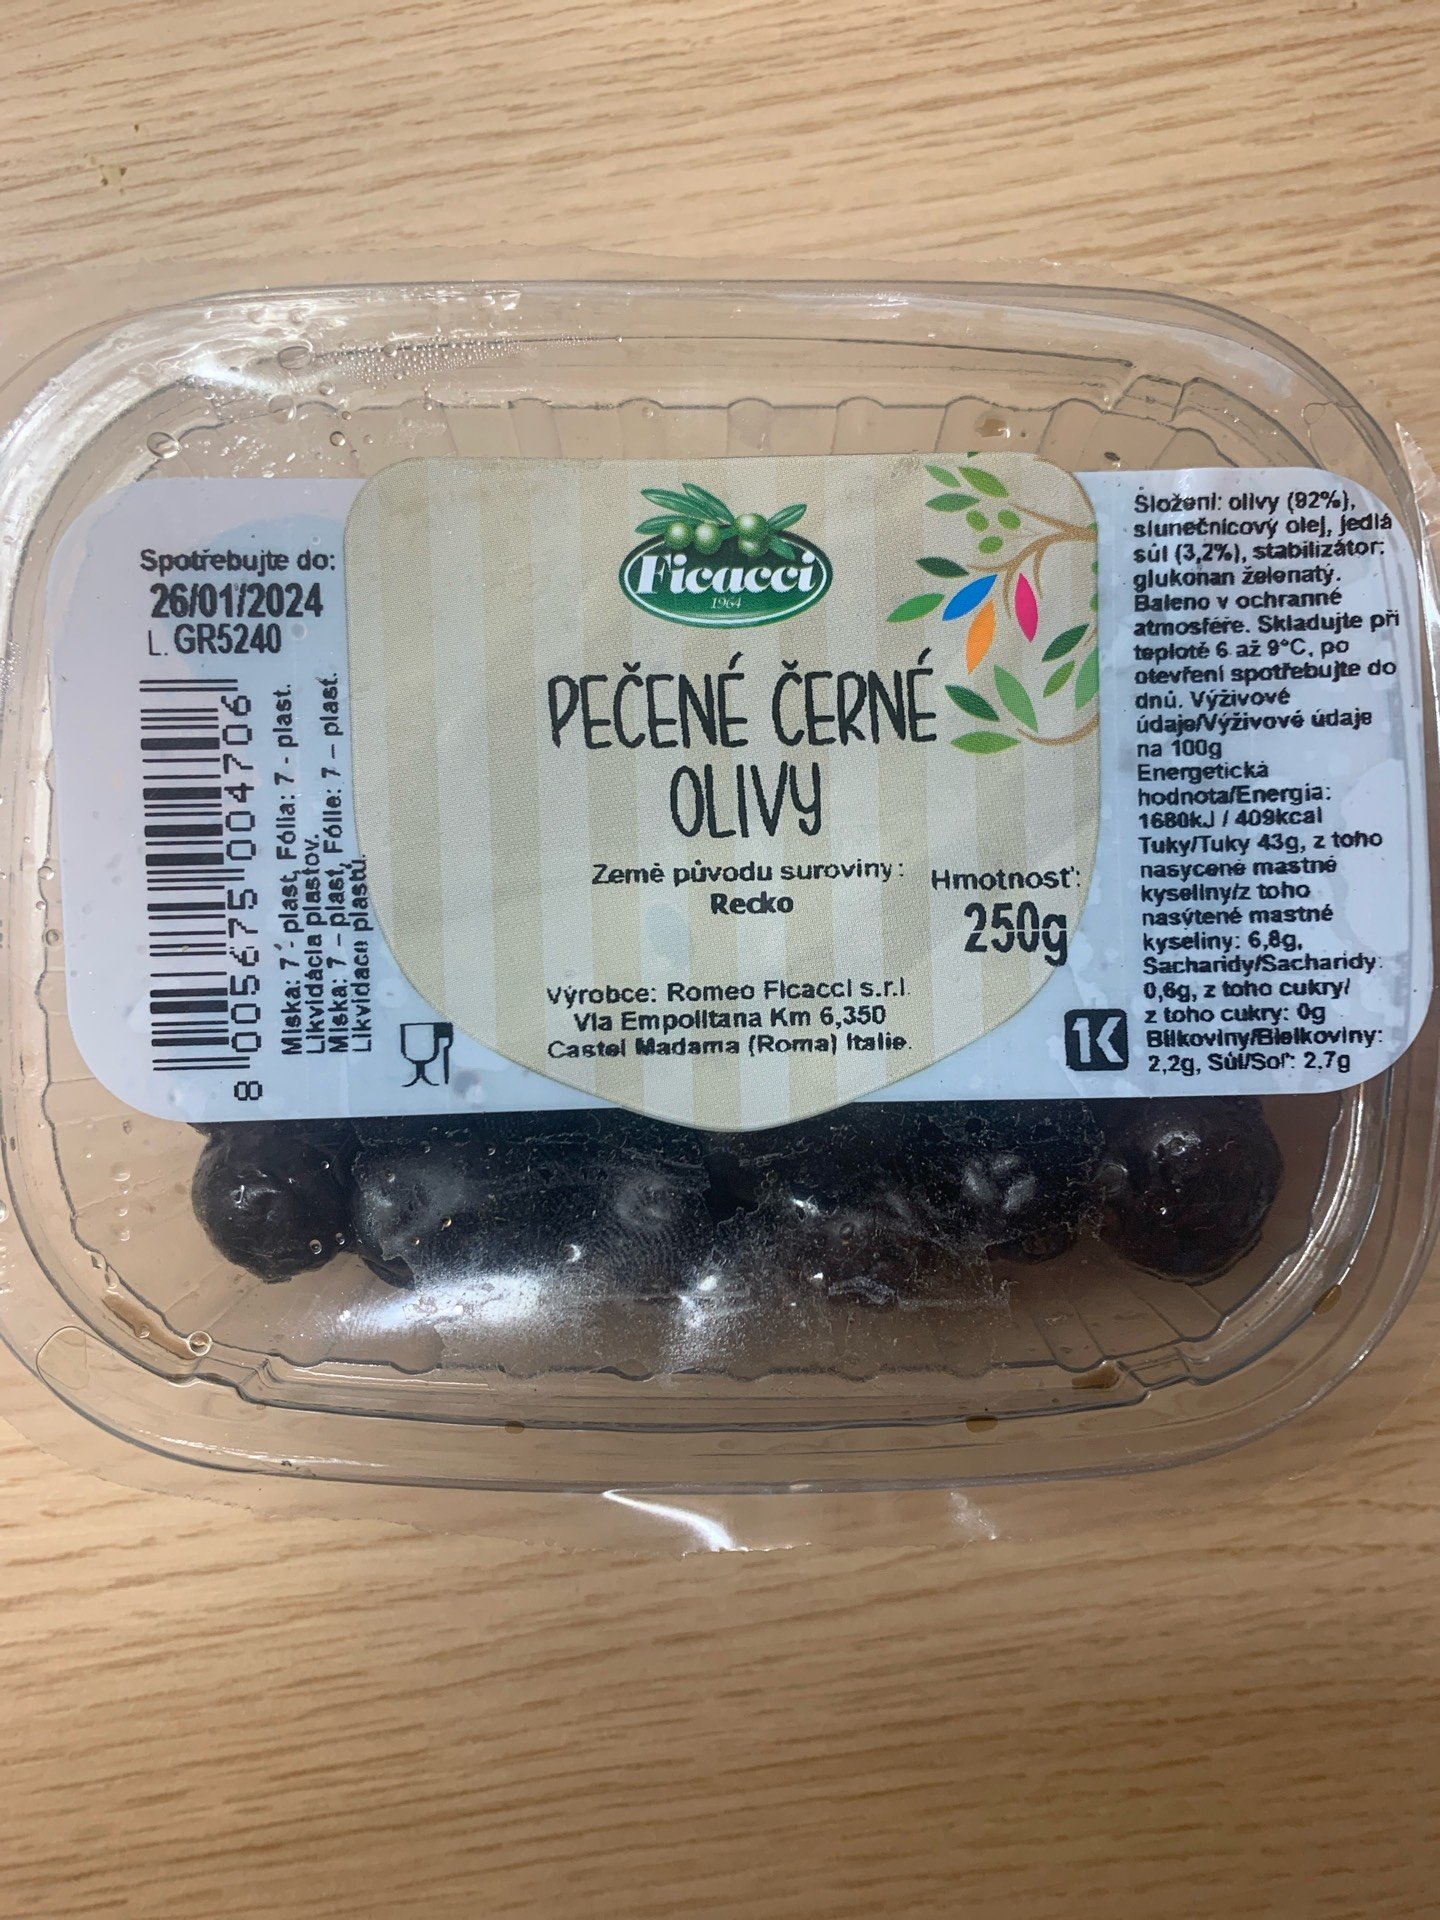 Spotřebujte do:
26/01/2024
L. GR5240
8 005675 004706
Miska: 7 - plast, Fólia: 7 - plast.
Likvidácia plastov.
Miska: 7 – plast, Fólie: 7 – plast.
Likvidace plastů.
Ficacci
1964
PEČENÉ ČERNÉ
OLIVY
Země původu suroviny:
Recko
Hmotnosť:
250g
Výrobce: Romeo Ficacci s.r.l.
Via Empolitana Km 6,350
Castel Madama (Roma) Italie.
1K
Složení: olivy (92%),
slunečnicový olej, jedlá
sůl (3,2%), stabilizátor:
glukonan želenatý.
Baleno v ochranné
atmosféře. Skladujte při
teplotě 6 až 9°C, po
otevření spotřebujte do
dnů. Výživové
údaje/Výživové údaje
na 100g
Energetická
hodnota/Energia:
1680kJ / 409kcal
Tuky/Tuky 43g, z toho
nasycené mastné
kyseliny/z toho
nasýtené mastné
kyseliny: 6,8g,
Sacharidy/Sacharidy:
0,6g, z toho cukry/
z toho cukry: 0g
Bílkoviny/Bielkoviny:
2,2g, Sůl/Soľ: 2,7g